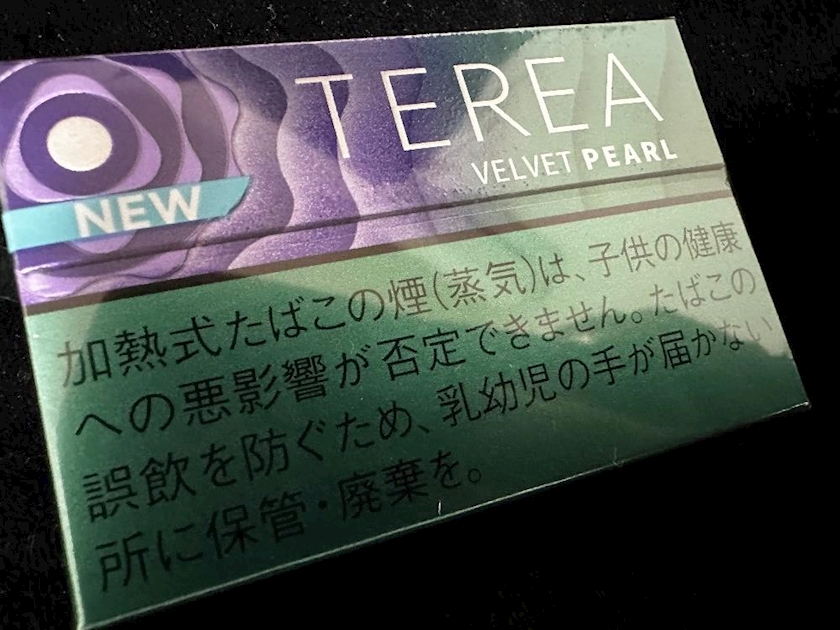 TEREA
VELVET PEARL
NEW
加熱式たばこの煙(蒸気)は、子供の健康
への悪影響が否定できません。たばこの
誤飲を防ぐため、乳幼児の手が届かない
所に保管・廃棄を。